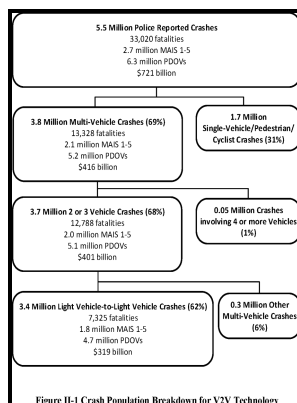 5.5 Million Police Reported Crashes
33,020 fatalities
2.7 million MAIS 1-5
6.3 million PDOVs
$721 billion
3.8 Million Multi-Vehicle Crashes (69%)
13,328 fatalities
2.1 million MAIS 1-5
5.2 million PDOVs
$416 billion
1.7 Million
Single-Vehicle/Pedestrian/
Cyclist Crashes (31%)
3.7 Million 2 or 3 Vehicle Crashes (68%)
12,788 fatalities
2.0 million MAIS 1-5
5.1 million PDOVs
$401 billion
0.05 Million Crashes
involving 4 or more Vehicles
(1%)
3.4 Million Light Vehicle-to-Light Vehicle Crashes (62%)
7,325 fatalities
1.8 million MAIS 1-5
4.7 million PDOVs
$319 billion
0.3 Million Other
Multi-Vehicle Crashes
(6%)
Figure II-1 Crash Population Breakdown for V2V Technology